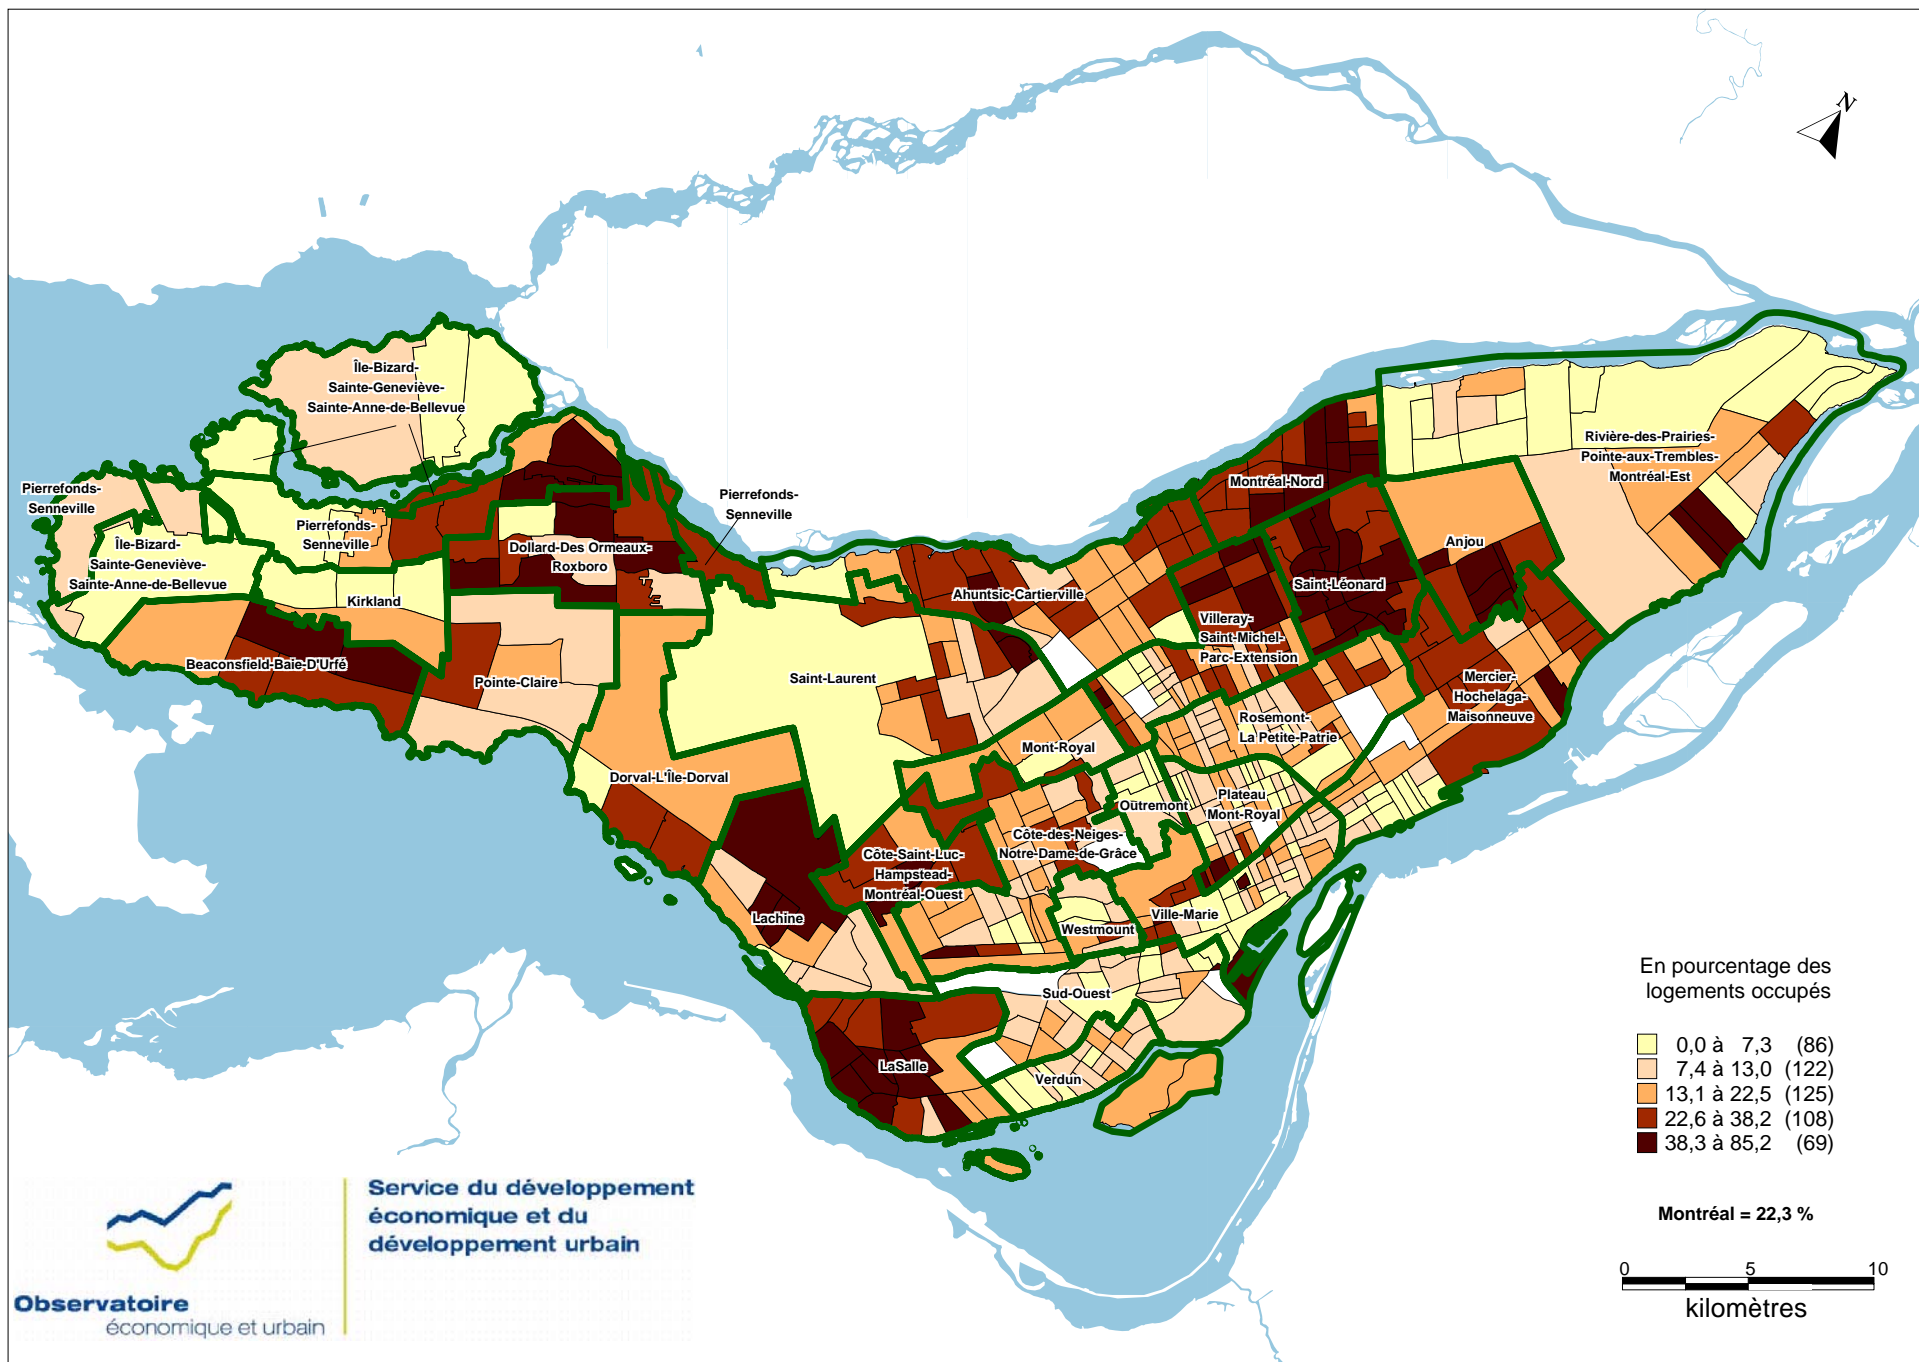 N
Île-Bizard-
Sainte-Geneviève-
Sainte-Anne-de-Bellevue
Pierrefonds-
Senneville
Pierrefonds-
Senneville
Pierrefonds-
Senneville
Île-Bizard-
Sainte-Geneviève-
Sainte-Anne-de-Bellevue
Dollard-Des Ormeaux-
Roxboro
Kirkland
Beaconsfield-Baie-D'Urfé
Pointe-Claire
Saint-Laurent
Dorval-L'Île-Dorval
Ahuntsic-Cartierville
Montréal-Nord
Saint-Léonard
Anjou
Rivière-des-Prairies-
Pointe-aux-Trembles-
Montréal-Est
Villeray-
Saint-Michel-
Parc-Extension
Mercier-
Hochelaga-
Maisonneuve
Rosemont-
La Petite-Patrie
Mont-Royal
Outremont
Plateau
Mont-Royal
Côte-des-Neiges-
Notre-Dame-de-Grâce
Côte-Saint-Luc-
Hampstead-
Montréal-Ouest
Lachine
Westmount
Ville-Marie
Sud-Ouest
LaSalle
Verdun
En pourcentage des
logements occupés
0,0 à 7,3 (86)
7,4 à 13,0 (122)
13,1 à 22,5 (125)
22,6 à 38,2 (108)
38,3 à 85,2 (69)
Montréal = 22,3 %
0 5 10
kilomètres
Service du développement
économique et du
développement urbain
Observatoire
économique et urbain